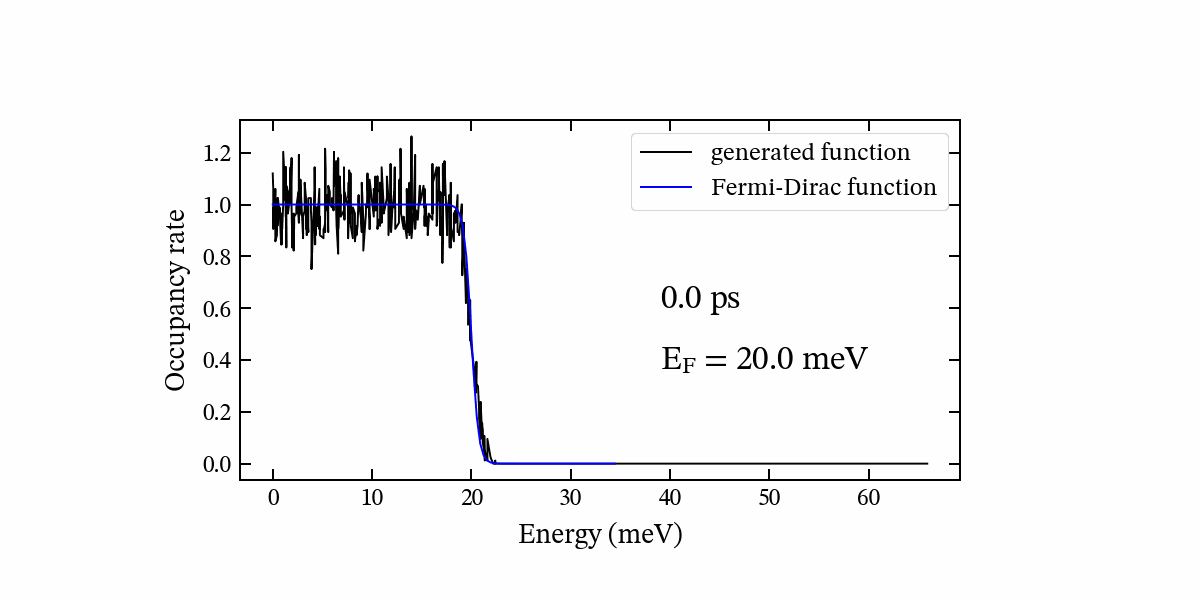 generated function
Fermi-Dirac function
0.0 ps
E_F = 20.0 meV
Occupancy rate
1.2
1.0
0.8
0.6
0.4
0.2
0.0
0 10 20 30 40 50 60
Energy (meV)